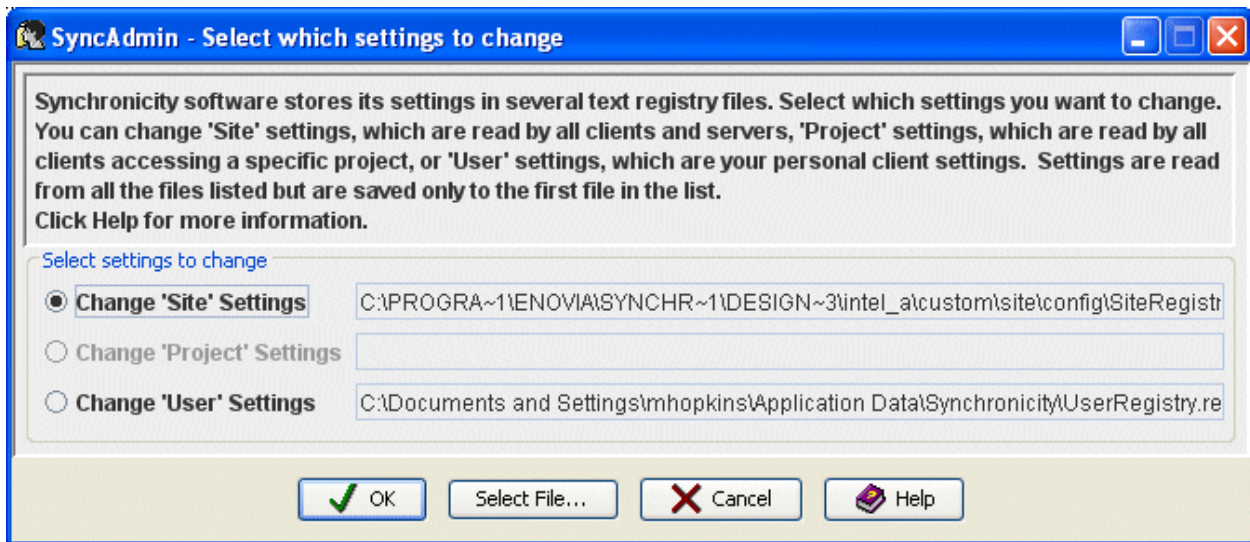 SyncAdmin - Select which settings to change
Synchronicity software stores its settings in several text registry files. Select which settings you want to change.
You can change 'Site' settings, which are read by all clients and servers, 'Project' settings, which are read by all
clients accessing a specific project, or 'User' settings, which are your personal client settings.  Settings are read
from all the files listed but are saved only to the first file in the list.
Click Help for more information.
Select settings to change
Change 'Site' Settings C:\PROGRA~1\ENOVIA\SYNCHR~1\DESIGN~3\intel_a\custom\site\config\SiteRegistr
Change 'Project' Settings
Change 'User' Settings C:\Documents and Settings\mhopkins\Application Data\Synchronicity\UserRegistry.re
OK Select File... Cancel Help